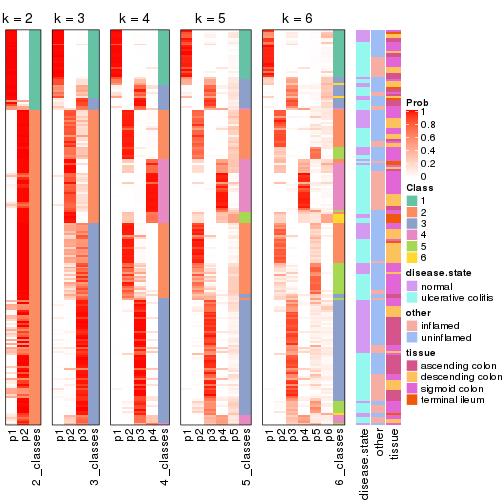 k = 2 k = 3 k = 4 k = 5 k = 6
p1 p2 2_classes
p1 p2 p3 3_classes
p1 p2 p3 p4 4_classes
p1 p2 p3 p4 p5 5_classes
p1 p2 p3 p4 p5 p6 6_classes
disease.state other tissue
Prob
1
0.8
0.6
0.4
0.2
0
Class
1
2
3
4
5
6
disease.state
normal
ulcerative colitis
other
inflamed
uninflamed
tissue
ascending colon
descending colon
sigmoid colon
terminal ileum